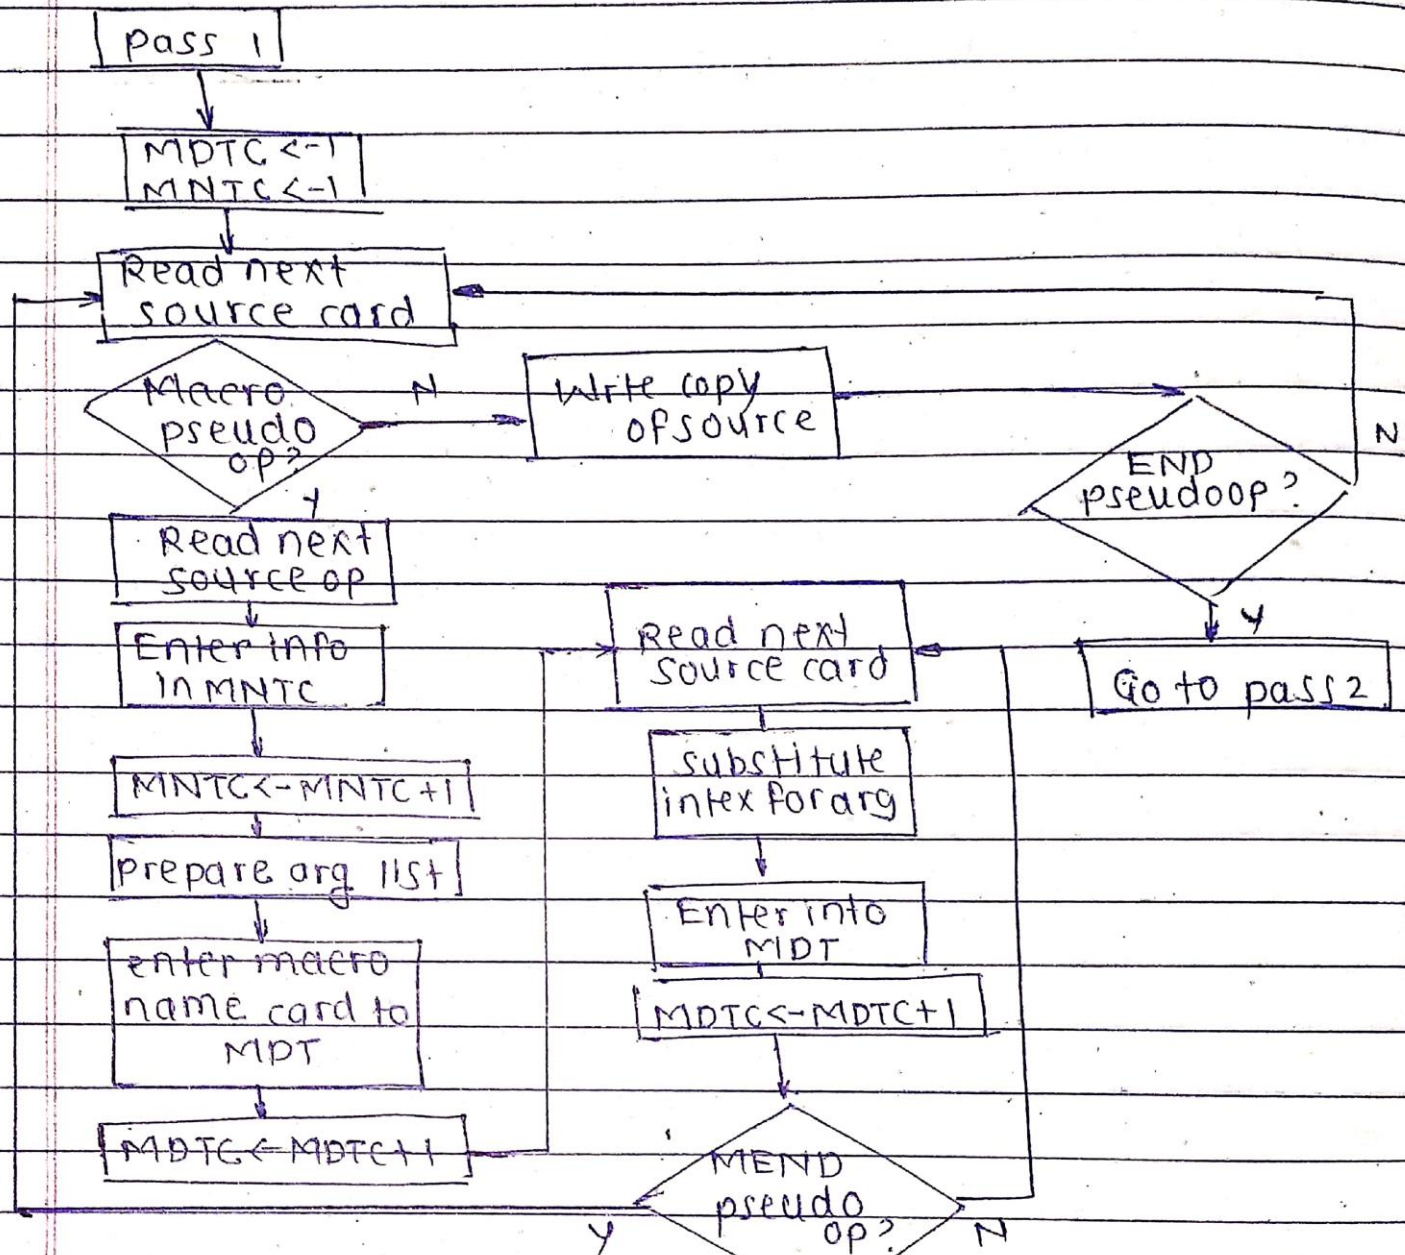 pass 1
MDTC <-1
MNTC <-1
Read next
source card
Macro
pseudo
op?
N
Write copy
of source
END
pseudoop?
N
Y
Go to pass2
Y
Read next
source op
Enter info
in MNTC
MNTC<-MNTC+1
prepare arg list
enter macro
name card to
MDT
MDTC<-MDTC+1
Read next
source card
substitute
intex for arg
Enter into
MDT
MDTC<-MDTC+1
MEND
pseudo
op?
Y
N